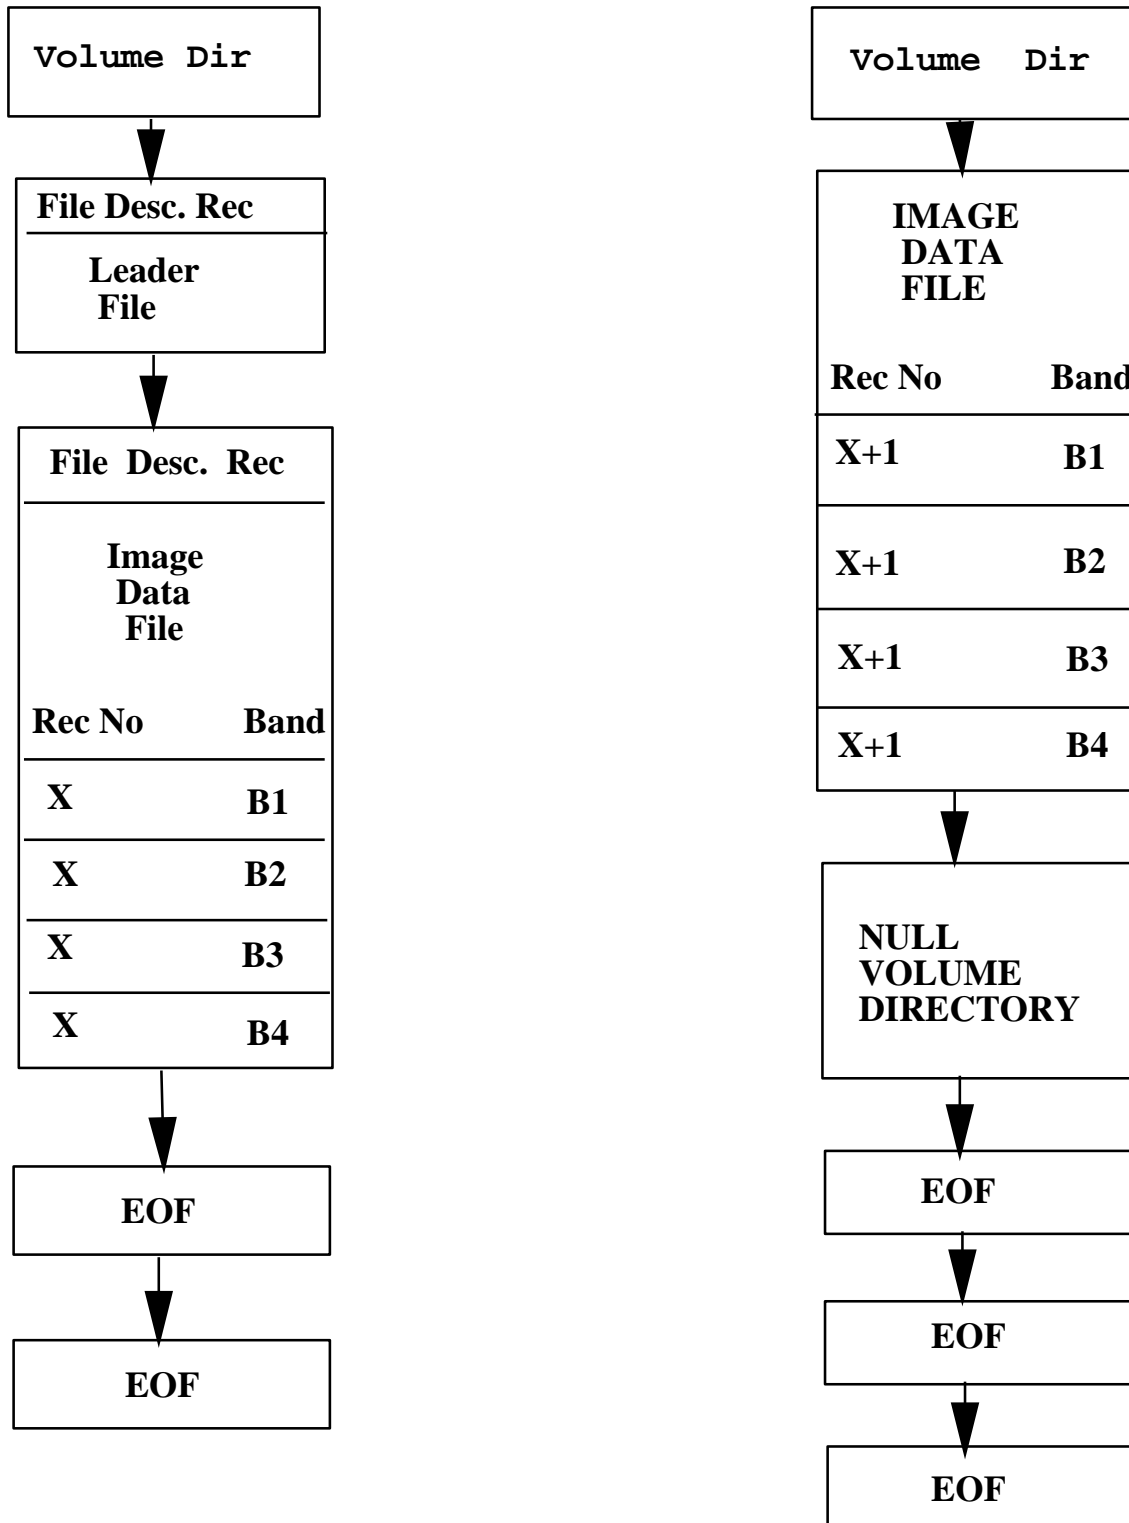 Volume Dir
File Desc. Rec
Leader
File
File Desc. Rec
Image
Data
File
Rec No Band
X B1
X B2
X B3
X B4
EOF
EOF
Volume Dir
IMAGE
DATA
FILE
Rec No Band
X+1 B1
X+1 B2
X+1 B3
X+1 B4
NULL
VOLUME
DIRECTORY
EOF
EOF
EOF